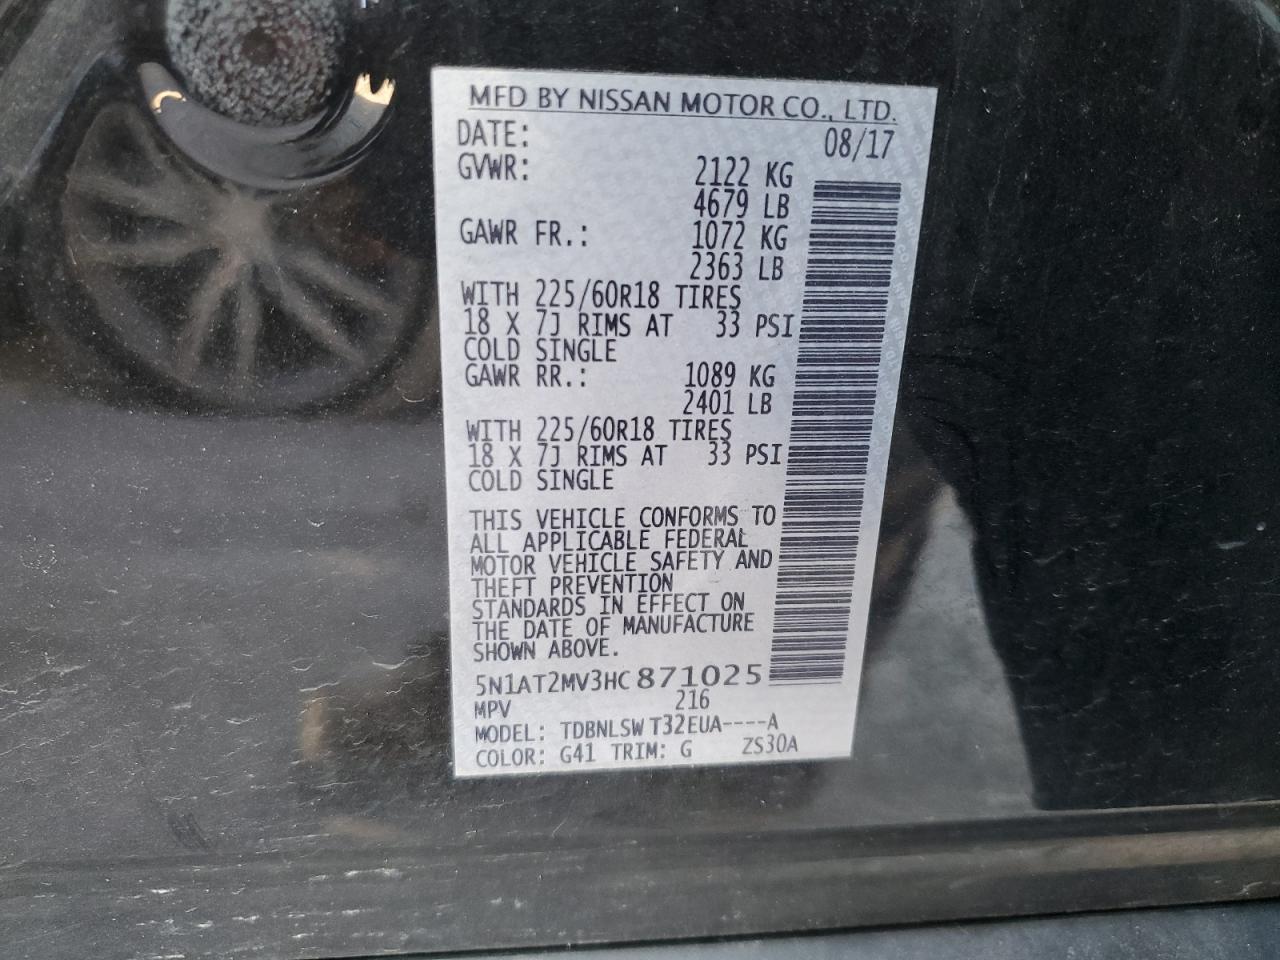 MFD BY NISSAN MOTOR CO., LTD.
DATE: 08/17
GVWR: 2122 KG
4679 LB
GAWR FR.: 1072 KG
2363 LB
WITH 225/60R18 TIRES
18 X 7J RIMS AT 33 PSI
COLD SINGLE
GAWR RR.: 1089 KG
2401 LB
WITH 225/60R18 TIRES
18 X 7J RIMS AT 33 PSI
COLD SINGLE
THIS VEHICLE CONFORMS TO
ALL APPLICABLE FEDERAL
MOTOR VEHICLE SAFETY AND
THEFT PREVENTION
STANDARDS IN EFFECT ON
THE DATE OF MANUFACTURE
SHOWN ABOVE.
5N1AT2MV3HC871025
MPV 216
MODEL: TDBNLSW T32EUA----A
COLOR: G41 TRIM: G ZS30A